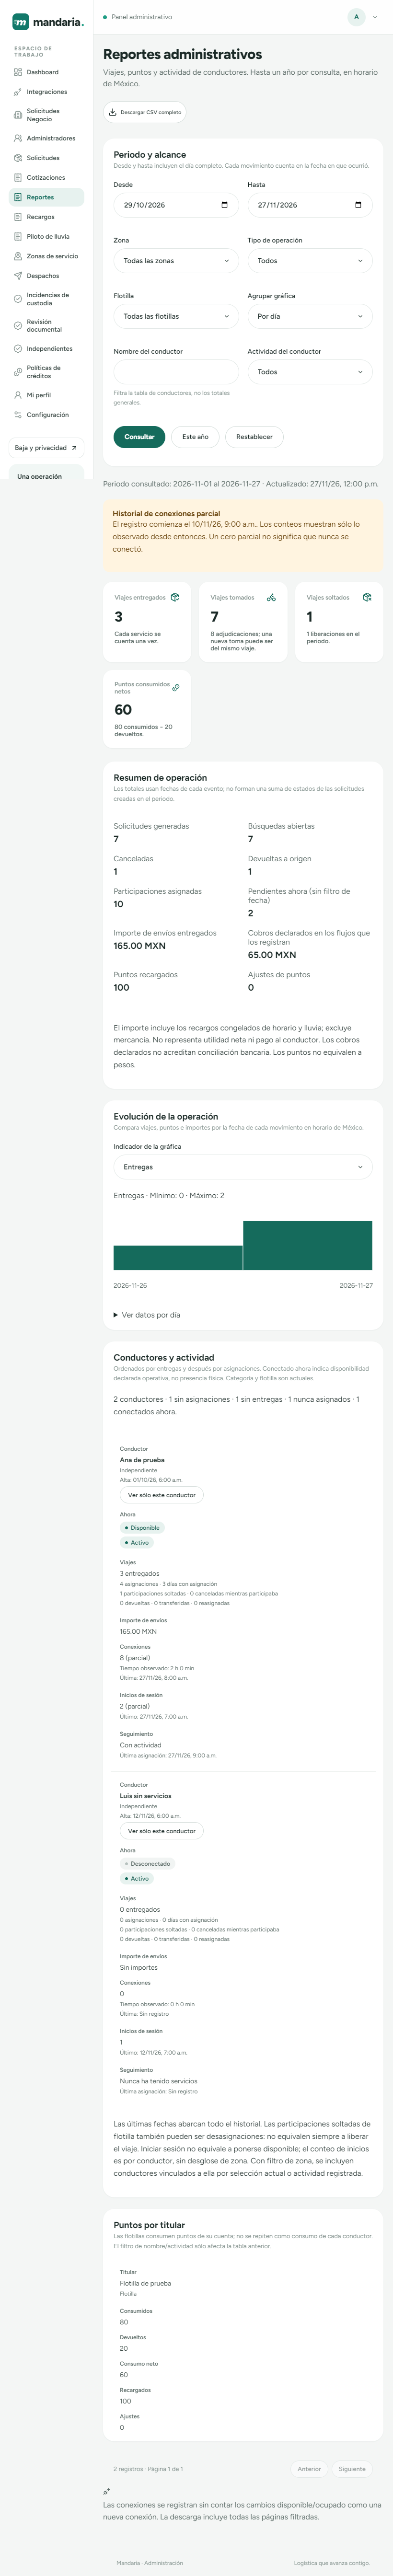 mandaria.
ESPACIO DE
TRABAJO
Dashboard
Integraciones
Solicitudes
Negocio
Administradores
Solicitudes
Cotizaciones
Reportes
Recargos
Piloto de lluvia
Zonas de servicio
Despachos
Incidencias de
custodia
Revisión
documental
Independientes
Políticas de
créditos
Mi perfil
Configuración
Baja y privacidad
Una operación
Panel administrativo
A
Reportes administrativos
Viajes, puntos y actividad de conductores. Hasta un año por consulta, en horario
de México.
Descargar CSV completo
Periodo y alcance
Desde y hasta incluyen el día completo. Cada movimiento cuenta en la fecha en que ocurrió.
Desde
Hasta
29/10/2026
27/11/2026
Zona
Tipo de operación
Todas las zonas
Todos
Flotilla
Agrupar gráfica
Todas las flotillas
Por día
Nombre del conductor
Actividad del conductor
Todos
Filtra la tabla de conductores, no los totales
generales.
Consultar
Este año
Restablecer
Periodo consultado: 2026-11-01 al 2026-11-27 · Actualizado: 27/11/26, 12:00 p.m.
Historial de conexiones parcial
El registro comienza el 10/11/26, 9:00 a.m.. Los conteos muestran sólo lo
observado desde entonces. Un cero parcial no significa que nunca se
conectó.
Viajes entregados
3
Cada servicio se
cuenta una vez.
Viajes tomados
7
8 adjudicaciones; una
nueva toma puede ser
del mismo viaje.
Viajes soltados
1
1 liberaciones en el
periodo.
Puntos consumidos
netos
60
80 consumidos − 20
devueltos.
Resumen de operación
Los totales usan fechas de cada evento; no forman una suma de estados de las solicitudes
creadas en el periodo.
Solicitudes generadas
7
Búsquedas abiertas
7
Canceladas
1
Devueltas a origen
1
Participaciones asignadas
10
Pendientes ahora (sin filtro de
fecha)
2
Importe de envíos entregados
165.00 MXN
Cobros declarados en los flujos que
los registran
65.00 MXN
Puntos recargados
100
Ajustes de puntos
0
El importe incluye los recargos congelados de horario y lluvia; excluye
mercancía. No representa utilidad neta ni pago al conductor. Los cobros
declarados no acreditan conciliación bancaria. Los puntos no equivalen a
pesos.
Evolución de la operación
Compara viajes, puntos e importes por la fecha de cada movimiento en horario de México.
Indicador de la gráfica
Entregas
Entregas · Mínimo: 0 · Máximo: 2
2026-11-26
2026-11-27
Ver datos por día
Conductores y actividad
Ordenados por entregas y después por asignaciones. Conectado ahora indica disponibilidad
declarada operativa, no presencia física. Categoría y flotilla son actuales.
2 conductores · 1 sin asignaciones · 1 sin entregas · 1 nunca asignados · 1
conectados ahora.
Conductor
Ana de prueba
Independiente
Alta: 01/10/26, 6:00 a.m.
Ver sólo este conductor
Ahora
Disponible
Activo
Viajes
3 entregados
4 asignaciones · 3 días con asignación
1 participaciones soltadas · 0 canceladas mientras participaba
0 devueltas · 0 transferidas · 0 reasignadas
Importe de envíos
165.00 MXN
Conexiones
8 (parcial)
Tiempo observado: 2 h 0 min
Última: 27/11/26, 8:00 a.m.
Inicios de sesión
2 (parcial)
Último: 27/11/26, 7:00 a.m.
Seguimiento
Con actividad
Última asignación: 27/11/26, 9:00 a.m.
Conductor
Luis sin servicios
Independiente
Alta: 12/11/26, 6:00 a.m.
Ver sólo este conductor
Ahora
Desconectado
Activo
Viajes
0 entregados
0 asignaciones · 0 días con asignación
0 participaciones soltadas · 0 canceladas mientras participaba
0 devueltas · 0 transferidas · 0 reasignadas
Importe de envíos
Sin importes
Conexiones
0
Tiempo observado: 0 h 0 min
Última: Sin registro
Inicios de sesión
1
Último: 12/11/26, 7:00 a.m.
Seguimiento
Nunca ha tenido servicios
Última asignación: Sin registro
Las últimas fechas abarcan todo el historial. Las participaciones soltadas de
flotilla también pueden ser desasignaciones: no equivalen siempre a liberar
el viaje. Iniciar sesión no equivale a ponerse disponible; el conteo de inicios
es por conductor, sin desglose de zona. Con filtro de zona, se incluyen
conductores vinculados a ella por selección actual o actividad registrada.
Puntos por titular
Las flotillas consumen puntos de su cuenta; no se repiten como consumo de cada conductor.
El filtro de nombre/actividad sólo afecta la tabla anterior.
Titular
Flotilla de prueba
Flotilla
Consumidos
80
Devueltos
20
Consumo neto
60
Recargados
100
Ajustes
0
2 registros · Página 1 de 1
Anterior
Siguiente
Las conexiones se registran sin contar los cambios disponible/ocupado como una
nueva conexión. La descarga incluye todas las páginas filtradas.
Mandaria · Administración
Logística que avanza contigo.